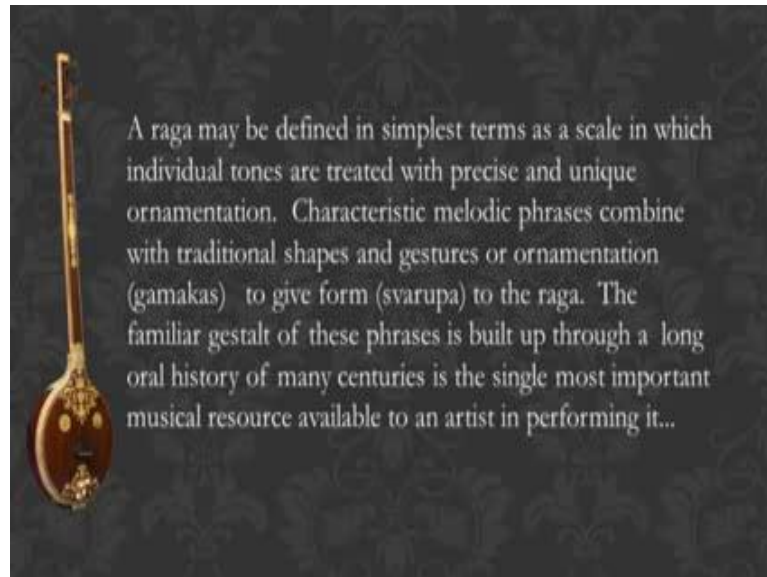 A raga may be defined in simplest terms as a scale in which
individual tones are treated with precise and unique
ornamentation.  Characteristic melodic phrases combine
with traditional shapes and gestures or ornamentation
(gamakas)   to give form (svarupa) to the raga.  The
familiar gestalt of these phrases is built up through a  long
oral history of many centuries is the single most important
musical resource available to an artist in performing it...